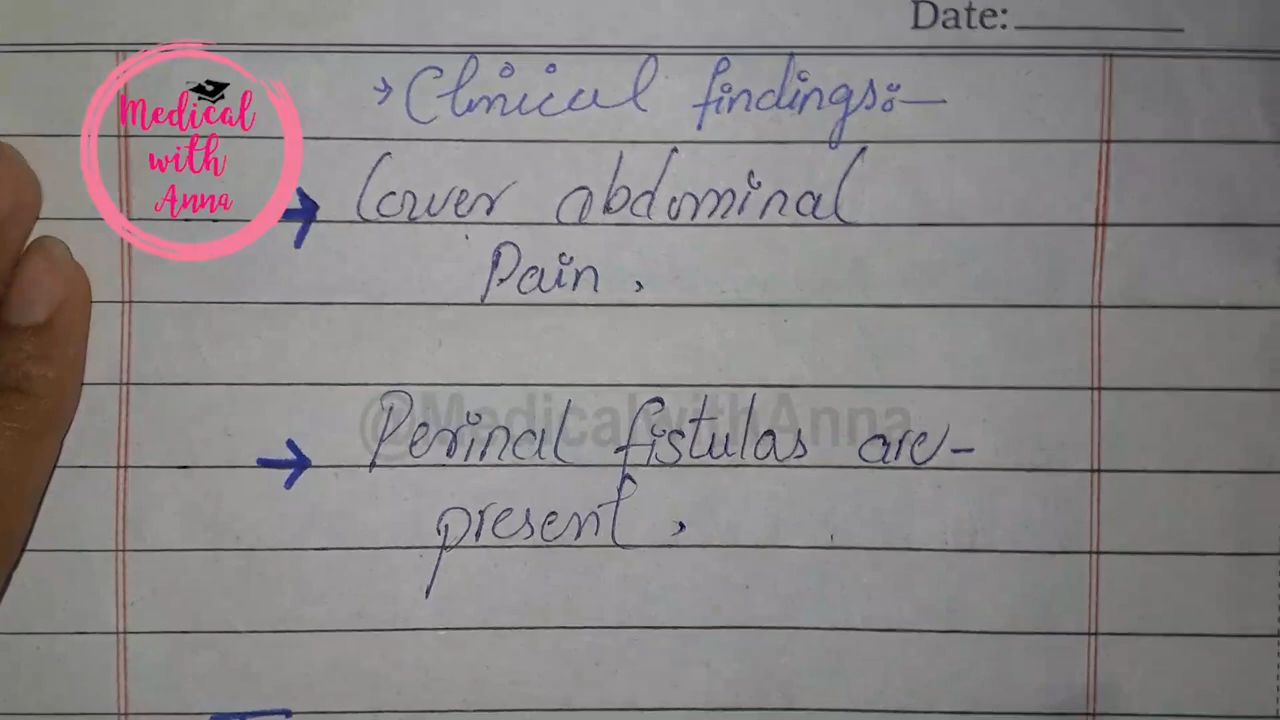 Date:
Medical
with
Anna
→ Clinical findings:—
→ Lower abdominal
Pain.
@MedicalwithAnna
→ Perinal fistulas are-
present.